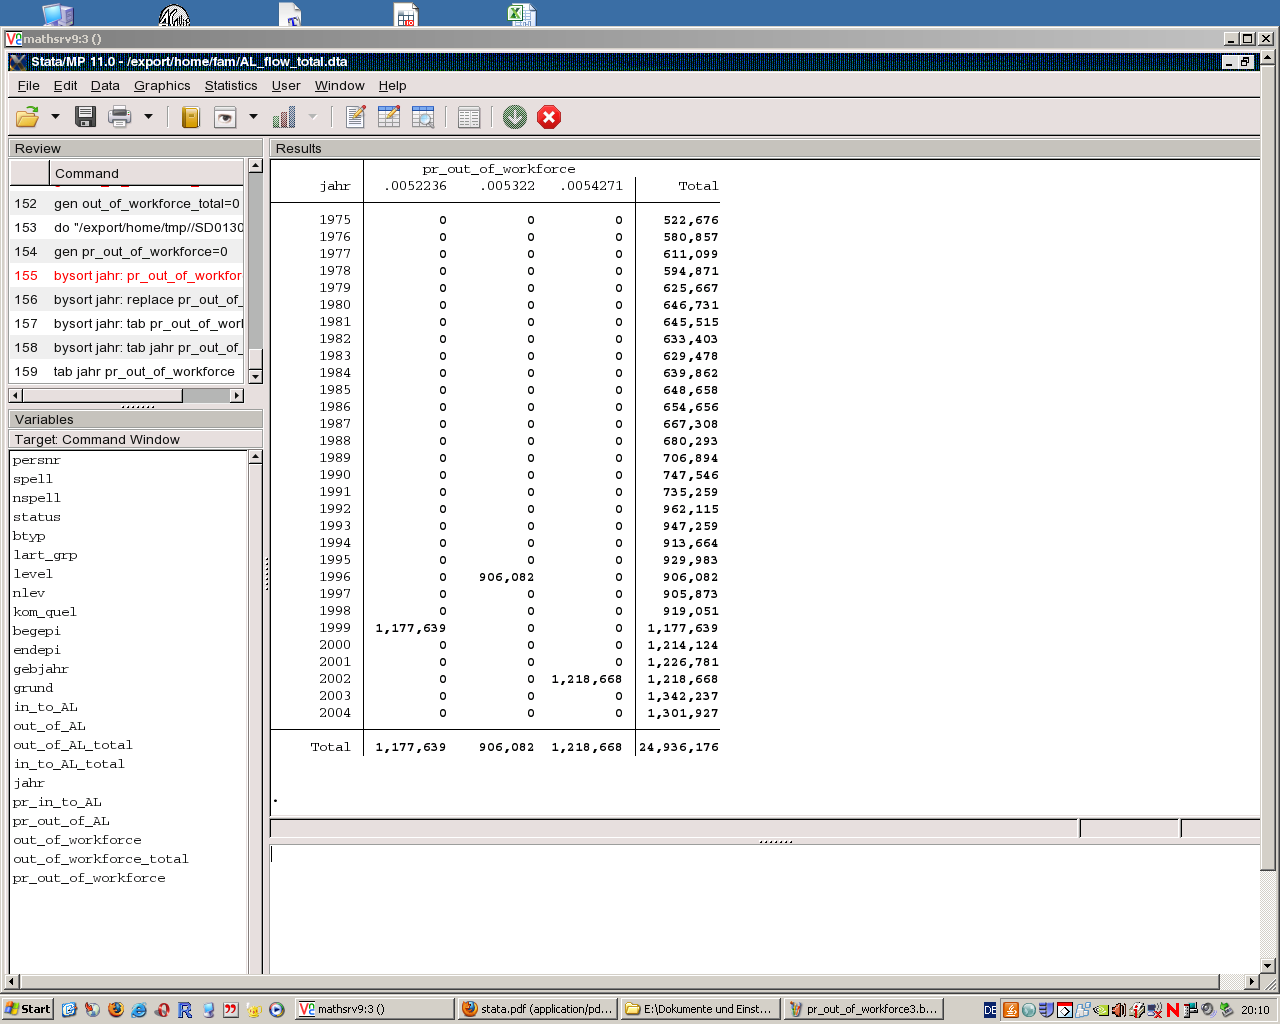 mathsrv9:3 ()
Stata/MP 11.0 - /export/home/fam/AL_flow_total.dta
File Edit Data Graphics Statistics User Window Help
Review
Command
152 gen out_of_workforce_total=0
153 do "/export/home/tmp//SD0130
154 gen pr_out_of_workforce=0
155 bysort jahr: pr_out_of_workfor
156 bysort jahr: replace pr_out_of_
157 bysort jahr: tab pr_out_of_worl
158 bysort jahr: tab jahr pr_out_of_
159 tab jahr pr_out_of_workforce
Variables
Target: Command Window
persnr
spell
nspell
status
btyp
lart_grp
level
nlev
kom_quel
begepi
endepi
gebjahr
grund
in_to_AL
out_of_AL
out_of_AL_total
in_to_AL_total
jahr
pr_in_to_AL
pr_out_of_AL
out_of_workforce
out_of_workforce_total
pr_out_of_workforce
Results
pr_out_of_workforce
jahr .0052236 .005322 .0054271 Total
1975 0 0 0 522,676
1976 0 0 0 580,857
1977 0 0 0 611,099
1978 0 0 0 594,871
1979 0 0 0 625,667
1980 0 0 0 646,731
1981 0 0 0 645,515
1982 0 0 0 633,403
1983 0 0 0 629,478
1984 0 0 0 639,862
1985 0 0 0 648,658
1986 0 0 0 654,656
1987 0 0 0 667,308
1988 0 0 0 680,293
1989 0 0 0 706,894
1990 0 0 0 747,546
1991 0 0 0 735,259
1992 0 0 0 962,115
1993 0 0 0 947,259
1994 0 0 0 913,664
1995 0 0 0 929,983
1996 0 906,082 0 906,082
1997 0 0 0 905,873
1998 0 0 0 919,051
1999 1,177,639 0 0 1,177,639
2000 0 0 0 1,214,124
2001 0 0 0 1,226,781
2002 0 0 1,218,668 1,218,668
2003 0 0 0 1,342,237
2004 0 0 0 1,301,927
Total 1,177,639 906,082 1,218,668 24,936,176
.
Start mathsrv9:3 () stata.pdf (application/pd... E:\Dokumente und Einst... pr_out_of_workforce3.b... DE 20:10